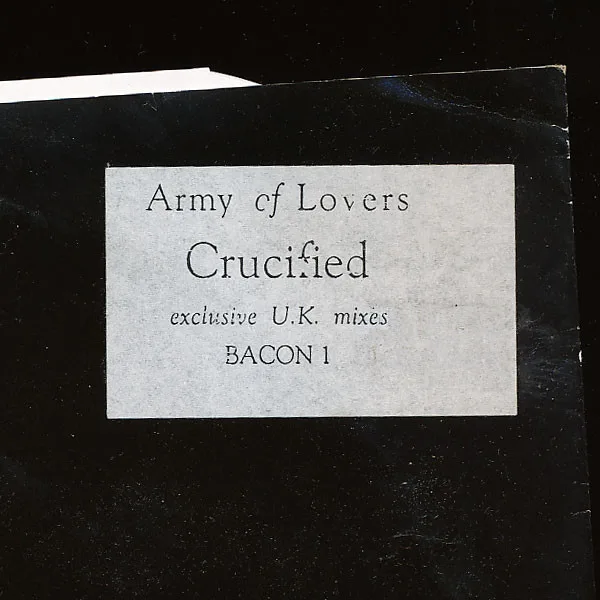 Army of Lovers
Crucified
exclusive U.K. mixes
BACON 1